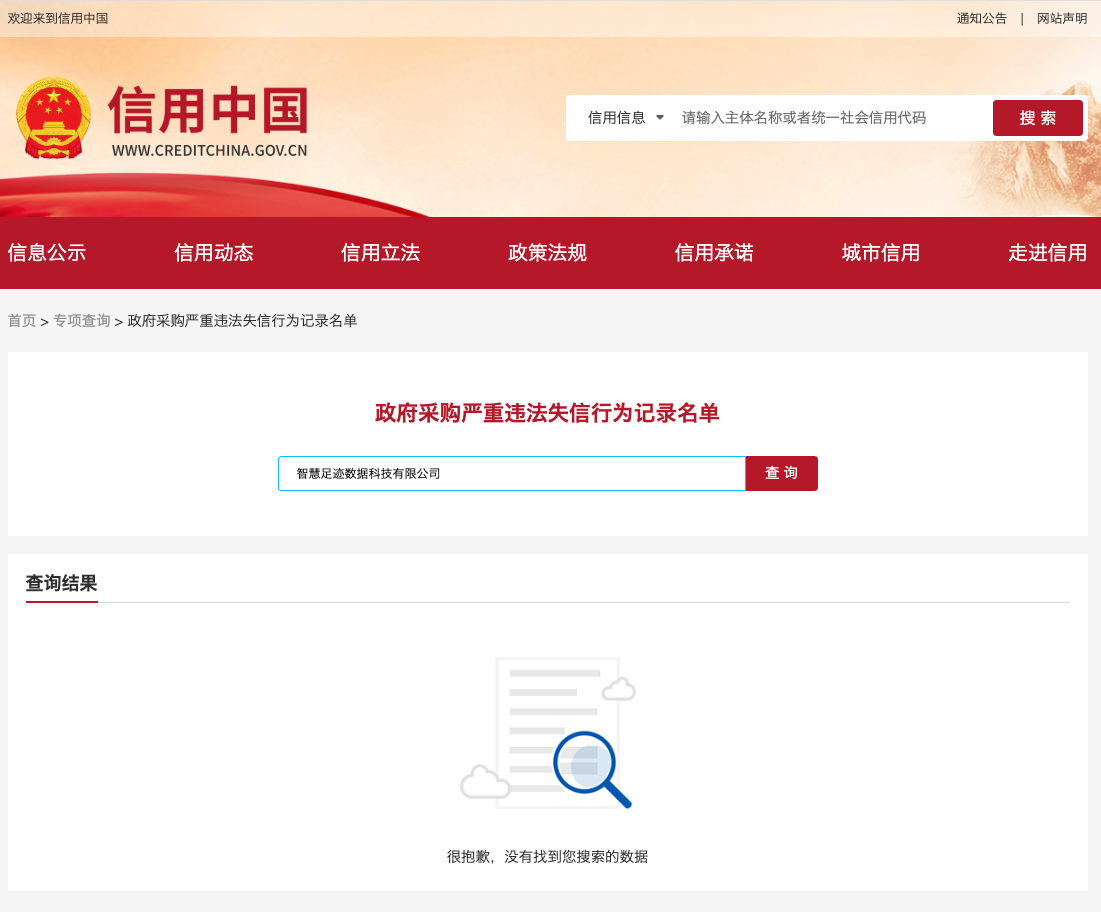 欢迎来到信用中国
通知公告 | 网站声明
信用中国
WWW.CREDITCHINA.GOV.CN
信用信息 请输入主体名称或者统一社会信用代码 搜 索
信息公示 信用动态 信用立法 政策法规 信用承诺 城市信用 走进信用
首页 > 专项查询 > 政府采购严重违法失信行为记录名单
政府采购严重违法失信行为记录名单
智慧足迹数据科技有限公司 查 询
查询结果
很抱歉，没有找到您搜索的数据